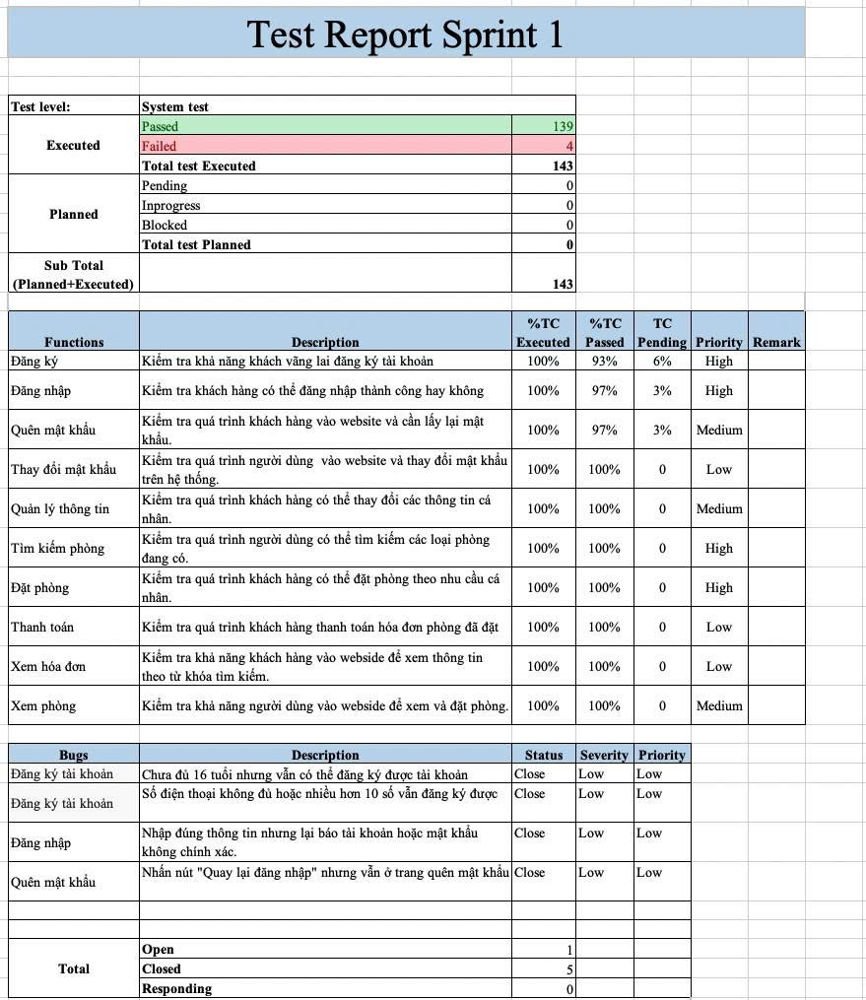 Test Report Sprint 1
Test level: System test
Executed
Passed 139
Failed 4
Total test Executed 143
Planned
Pending 0
Inprogress 0
Blocked 0
Total test Planned 0
Sub Total
(Planned+Executed) 143
Functions Description %TC Executed %TC Passed TC Pending Priority Remark
Đăng ký Kiểm tra khả năng khách vãng lai đăng ký tài khoản 100% 93% 6% High
Đăng nhập Kiểm tra khách hàng có thể đăng nhập thành công hay không 100% 97% 3% High
Quên mật khẩu Kiểm tra quá trình khách hàng vào website và cần lấy lại mật
khẩu. 100% 97% 3% Medium
Thay đổi mật khẩu Kiểm tra quá trình người dùng vào website và thay đổi mật khẩu
trên hệ thống. 100% 100% 0 Low
Quản lý thông tin Kiểm tra quá trình khách hàng có thể thay đổi các thông tin cá
nhân. 100% 100% 0 Medium
Tìm kiếm phòng Kiểm tra quá trình người dùng có thể tìm kiếm các loại phòng
đang có. 100% 100% 0 High
Đặt phòng Kiểm tra quá trình khách hàng có thể đặt phòng theo nhu cầu cá
nhân. 100% 100% 0 High
Thanh toán Kiểm tra quá trình khách hàng thanh toán hóa đơn phòng đã đặt 100% 100% 0 Low
Xem hóa đơn Kiểm tra khả năng khách hàng vào webside để xem thông tin
theo từ khóa tìm kiếm. 100% 100% 0 Low
Xem phòng Kiểm tra khả năng người dùng vào webside để xem và đặt phòng. 100% 100% 0 Medium
Bugs Description Status Severity Priority
Đăng ký tài khoản Chưa đủ 16 tuổi nhưng vẫn có thể đăng ký được tài khoản Close Low Low
Đăng ký tài khoản Số điện thoại không đủ hoặc nhiều hơn 10 số vẫn đăng ký được Close Low Low
Đăng nhập Nhập đúng thông tin nhưng lại báo tài khoản hoặc mật khẩu
không chính xác. Close Low Low
Quên mật khẩu Nhấn nút "Quay lại đăng nhập" nhưng vẫn ở trang quên mật khẩu Close Low Low
Total
Open 1
Closed 5
Responding 0